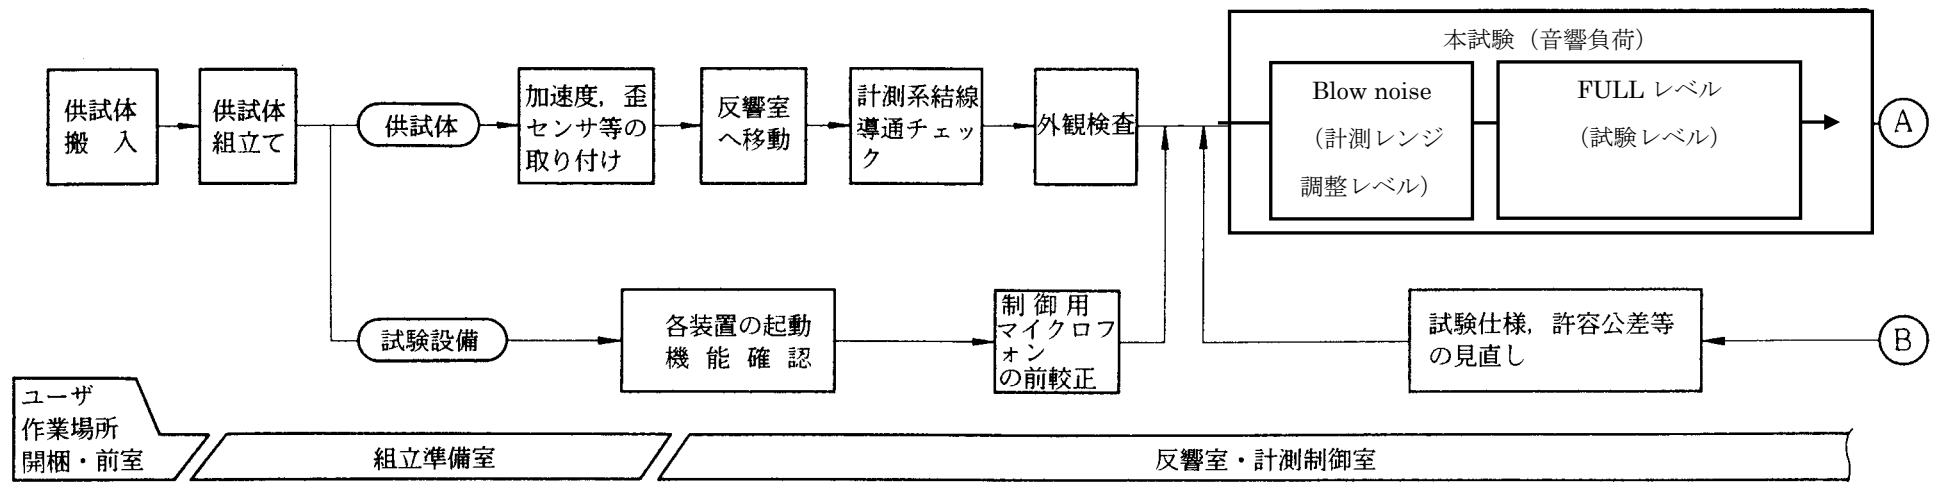 本試験（音響負荷）
供試体
搬　入
供試体
組立て
供試体
加速度，歪
センサ等の
取り付け
反響室
へ移動
計測系結線
導通チェッ
ク
外観検査
Blow noise
（計測レンジ
調整レベル）
FULL レベル
（試験レベル）
A
試験設備
各装置の起動
機 能 確 認
制 御 用
マイクロフ
ォン
の前較正
試験仕様，許容公差等
の見直し
B
ユーザ
作業場所
開梱・前室
組立準備室
反響室・計測制御室